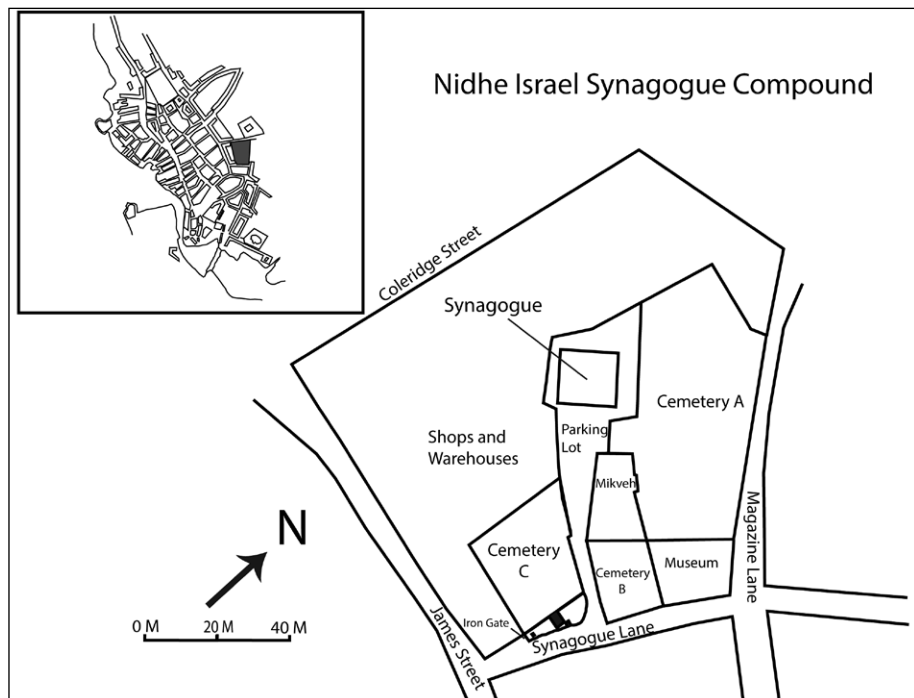 Nidhe Israel Synagogue Compound
Coleridge Street
Synagogue
Cemetery A
Shops and
Warehouses
Parking
Lot
Mikveh
Magazine Lane
N
Cemetery
C
Cemetery
B
Museum
Iron Gate
Synagogue Lane
James Street
0 M
20 M
40 M